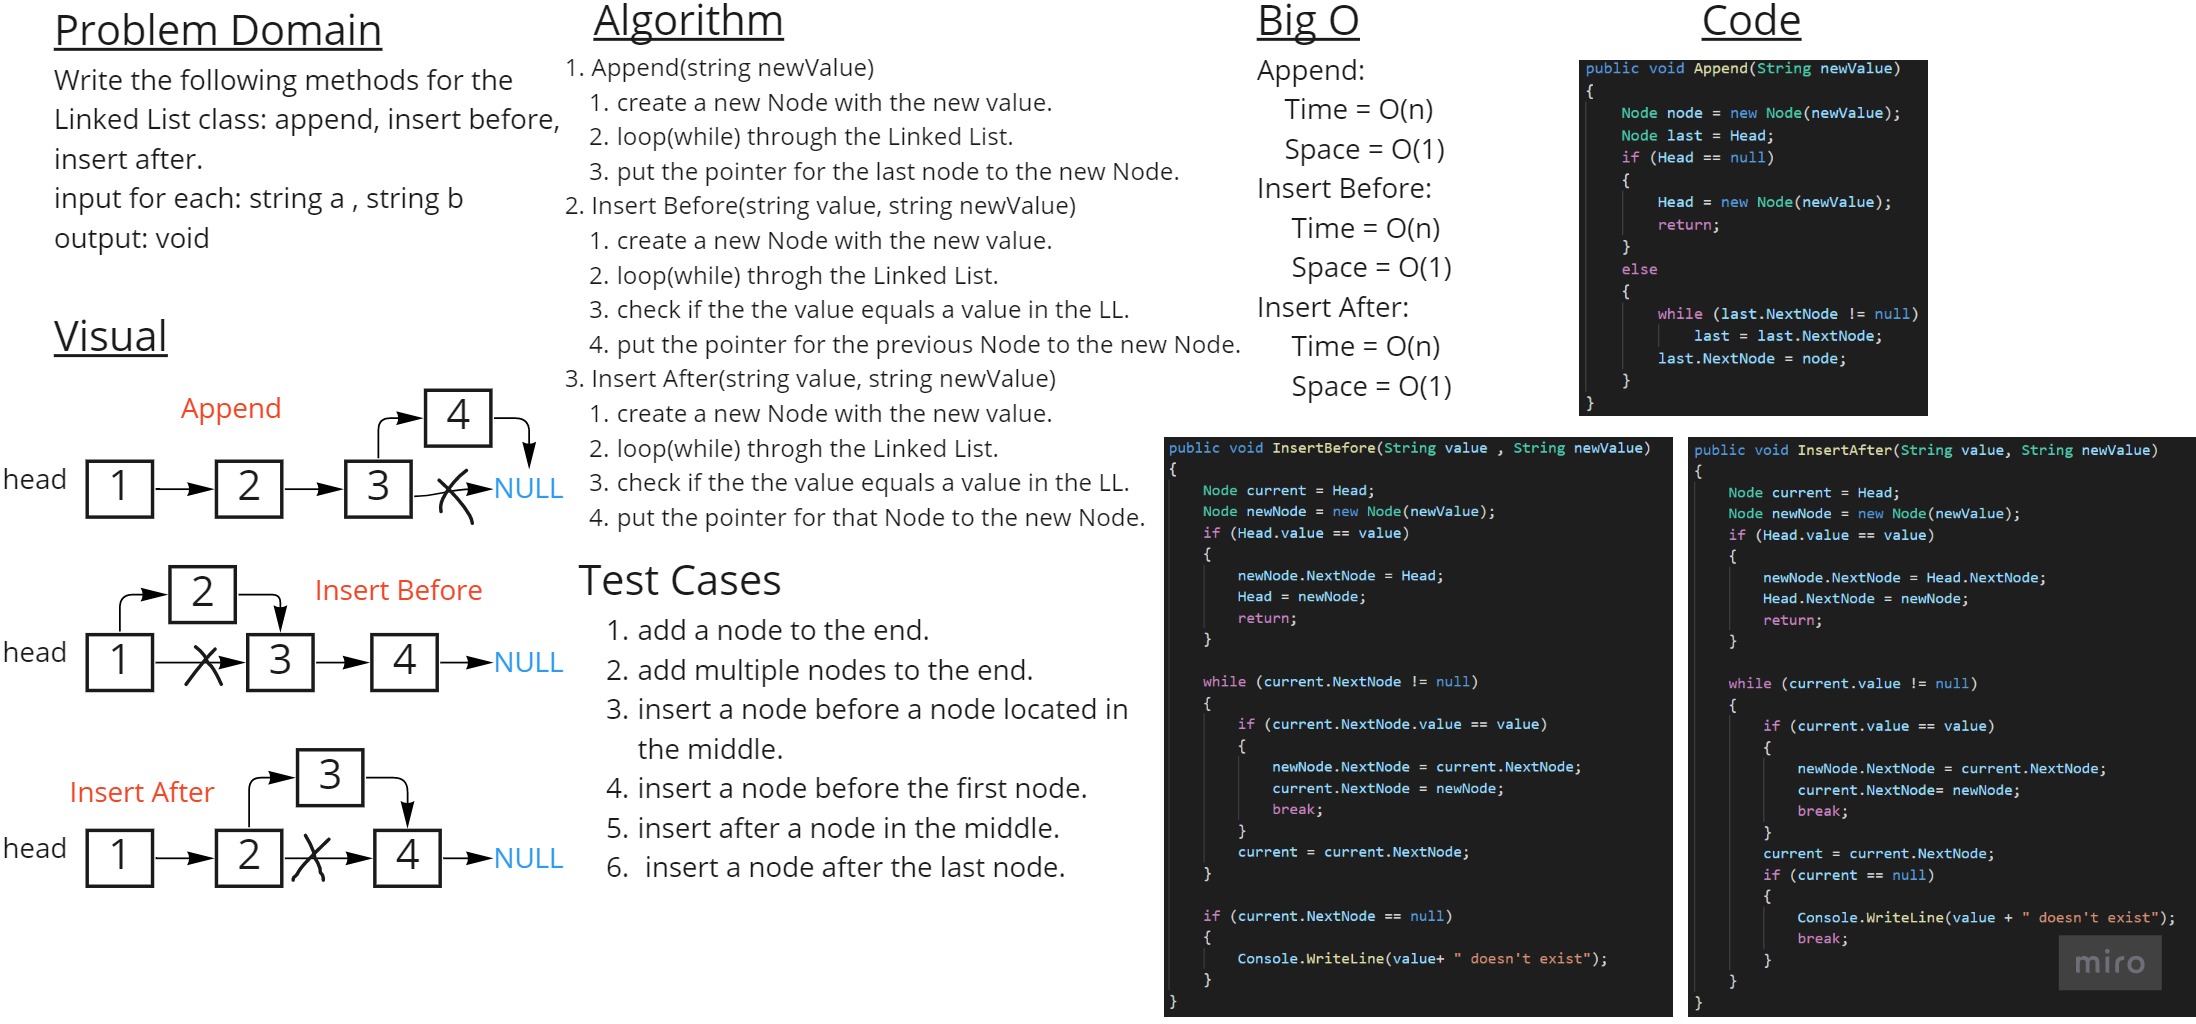 Problem Domain
Write the following methods for the
Linked List class: append, insert before,
insert after.
input for each: string a , string b
output: void
Visual
Append
4
head
1
2
3
NULL
2
Insert Before
head
1
3
4
NULL
3
Insert After
head
1
2
4
NULL
Algorithm
1. Append(string newValue)
1. create a new Node with the new value.
2. loop(while) through the Linked List.
3. put the pointer for the last node to the new Node.
2. Insert Before(string value, string newValue)
1. create a new Node with the new value.
2. loop(while) throgh the Linked List.
3. check if the the value equals a value in the LL.
4. put the pointer for the previous Node to the new Node.
3. Insert After(string value, string newValue)
1. create a new Node with the new value.
2. loop(while) throgh the Linked List.
3. check if the the value equals a value in the LL.
4. put the pointer for that Node to the new Node.
Test Cases
1. add a node to the end.
2. add multiple nodes to the end.
3. insert a node before a node located in
the middle.
4. insert a node before the first node.
5. insert after a node in the middle.
6. insert a node after the last node.
Big O
Append:
Time = O(n)
Space = O(1)
Insert Before:
Time = O(n)
Space = O(1)
Insert After:
Time = O(n)
Space = O(1)
Code
public void Append(String newValue)
{
Node node = new Node(newValue);
Node last = Head;
if (Head == null)
{
Head = new Node(newValue);
return;
}
else
{
while (last.NextNode != null)
last = last.NextNode;
last.NextNode = node;
}
}
public void InsertBefore(String value , String newValue)
{
Node current = Head;
Node newNode = new Node(newValue);
if (Head.value == value)
{
newNode.NextNode = Head;
Head = newNode;
return;
}
while (current.NextNode != null)
{
if (current.NextNode.value == value)
{
newNode.NextNode = current.NextNode;
current.NextNode = newNode;
break;
}
current = current.NextNode;
}
if (current.NextNode == null)
{
Console.WriteLine(value+ " doesn't exist");
}
}
public void InsertAfter(String value, String newValue)
{
Node current = Head;
Node newNode = new Node(newValue);
if (Head.value == value)
{
newNode.NextNode = Head.NextNode;
Head.NextNode = newNode;
return;
}
while (current.value != null)
{
if (current.value == value)
{
newNode.NextNode = current.NextNode;
current.NextNode= newNode;
break;
}
current = current.NextNode;
if (current == null)
{
Console.WriteLine(value + " doesn't exist");
break;
}
}
}
miro